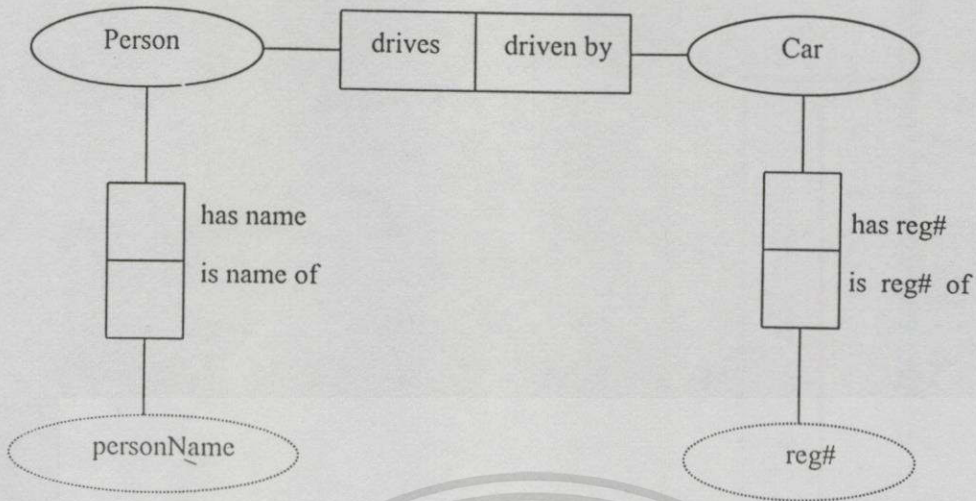 Person
drives
driven by
Car
has name
is name of
has reg#
is reg# of
personName
reg#